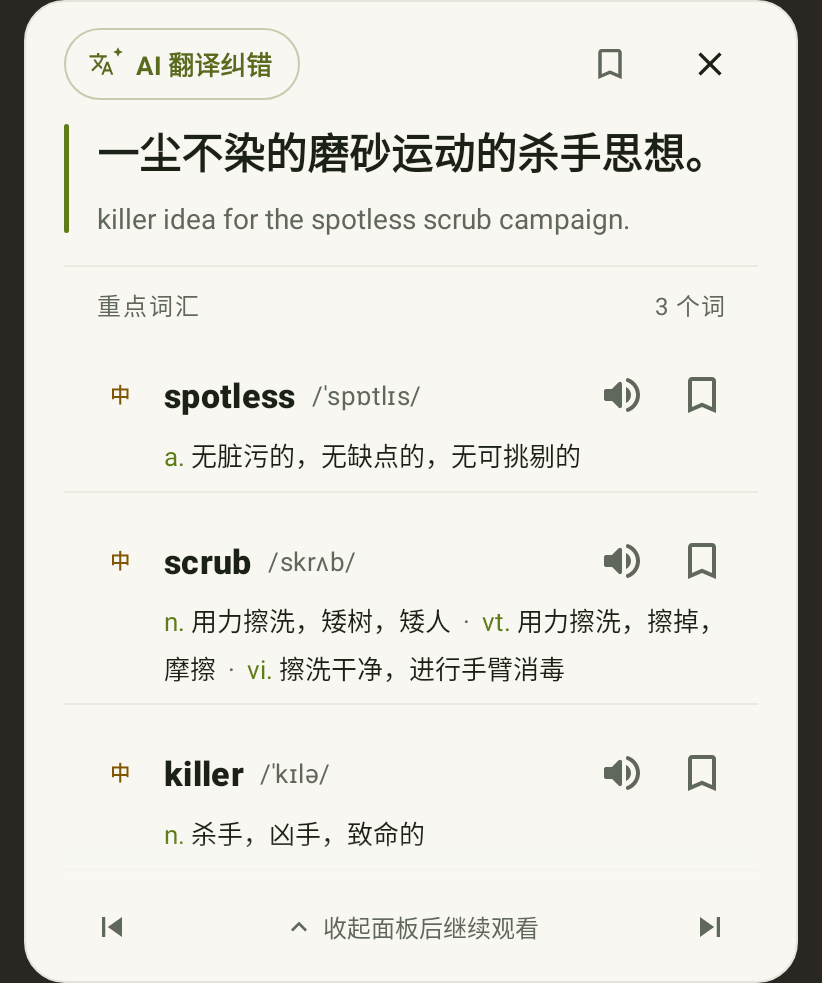 AI 翻译纠错
一尘不染的磨砂运动的杀手思想。
killer idea for the spotless scrub campaign.
重点词汇 3 个词
中 spotless /ˈspɒtlɪs/
a. 无脏污的，无缺点的，无可挑剔的
中 scrub /skrʌb/
n. 用力擦洗，矮树，矮人 · vt. 用力擦洗，擦掉，
摩擦 · vi. 擦洗干净，进行手臂消毒
中 killer /ˈkɪlə/
n. 杀手，凶手，致命的
收起面板后继续观看